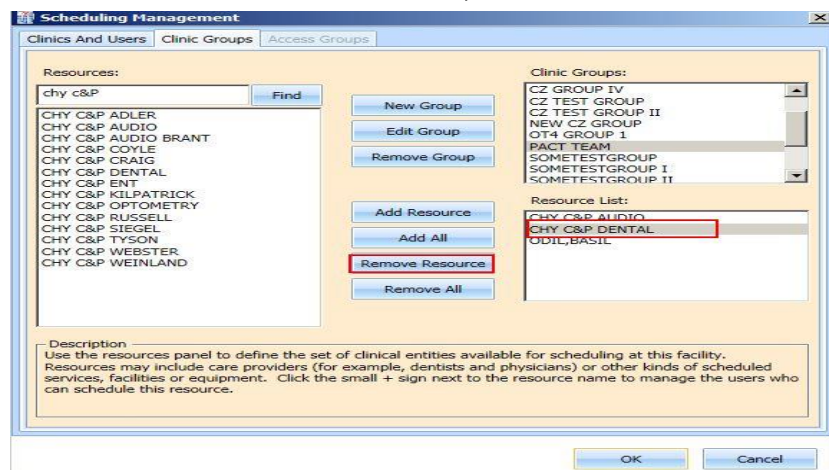 Scheduling Management
Clinics And Users
Clinic Groups
Access Groups
Resources:
chy c&P
Find
CHY C&P ADLER
CHY C&P AUDIO
CHY C&P AUDIO BRANT
CHY C&P COYLE
CHY C&P CRAIG
CHY C&P DENTAL
CHY C&P ENT
CHY C&P KILPATRICK
CHY C&P OPTOMETRY
CHY C&P RUSSELL
CHY C&P SIEGEL
CHY C&P TYSON
CHY C&P WEBSTER
CHY C&P WEINLAND
New Group
Edit Group
Remove Group
Add Resource
Add All
Remove Resource
Remove All
Clinic Groups:
CZ GROUP IV
CZ TEST GROUP
CZ TEST GROUP II
NEW CZ GROUP
OT4 GROUP 1
PACT TEAM
SOMETESTGROUP
SOMETESTGROUP I
SOMETESTGROUP II
Resource List:
CHY C&P AUDIO
CHY C&P DENTAL
ODIL,BASIL
Description
Use the resources panel to define the set of clinical entities available for scheduling at this facility.
Resources may include care providers (for example, dentists and physicians) or other kinds of scheduled
services, facilities or equipment. Click the small + sign next to the resource name to manage the users who
can schedule this resource.
OK
Cancel